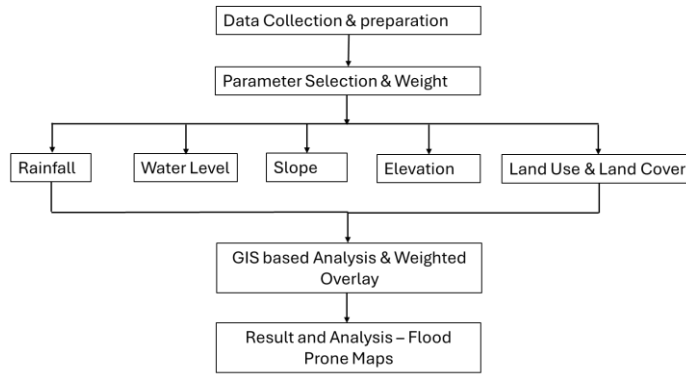 Data Collection & preparation
Parameter Selection & Weight
Rainfall
Water Level
Slope
Elevation
Land Use & Land Cover
GIS based Analysis & Weighted
Overlay
Result and Analysis – Flood
Prone Maps